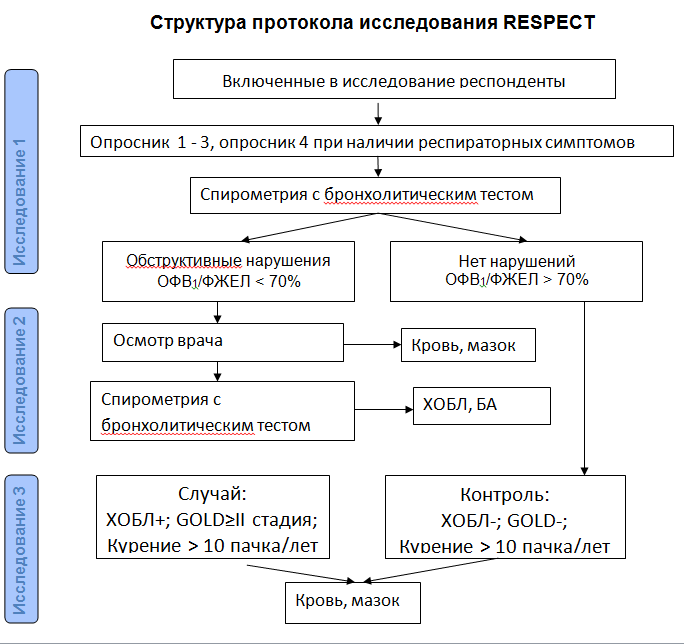 Структура протокола исследования RESPECT
Исследование 1
Включенные в исследование респонденты
Опросник 1 - 3, опросник 4 при наличии респираторных симптомов
Спирометрия с бронхолитическим тестом
Обструктивные нарушения
ОФВ1/ФЖЕЛ < 70%
Нет нарушений
ОФВ1/ФЖЕЛ > 70%
Исследование 2
Осмотр врача
Кровь, мазок
Спирометрия с
бронхолитическим тестом
ХОБЛ, БА
Исследование 3
Случай:
ХОБЛ+; GOLD≥II стадия;
Курение > 10 пачка/лет
Контроль:
ХОБЛ-; GOLD-;
Курение > 10 пачка/лет
Кровь, мазок